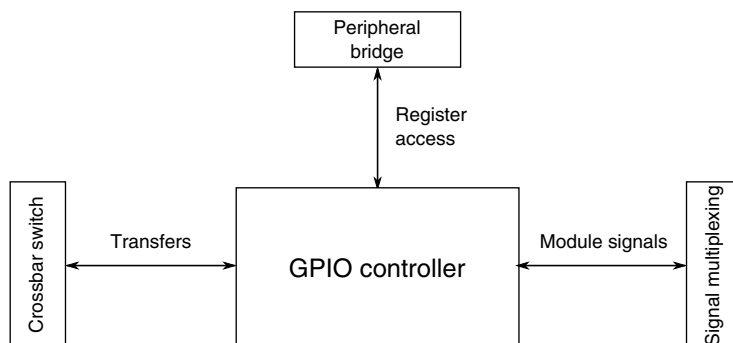 Peripheral
bridge
Register
access
Crossbar switch
Transfers
GPIO controller
Module signals
Signal multiplexing